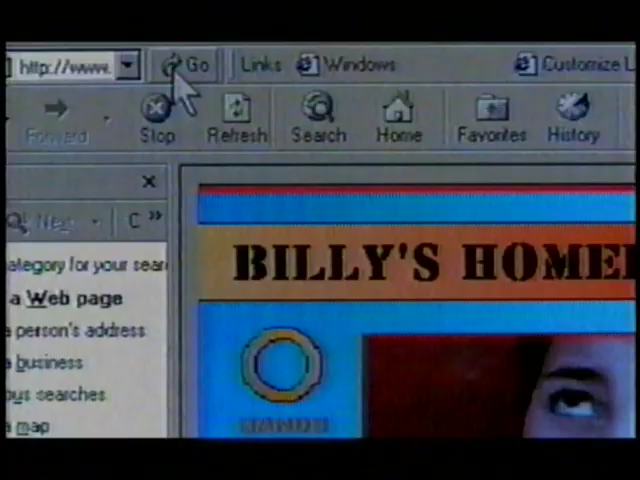 http://www. Go Links Windows Customize L
Forward Stop Refresh Search Home Favorites History
Next C »
ategory for your sear
a Web page
a person's address
a business
ous searches
a map
BILLY'S HOME